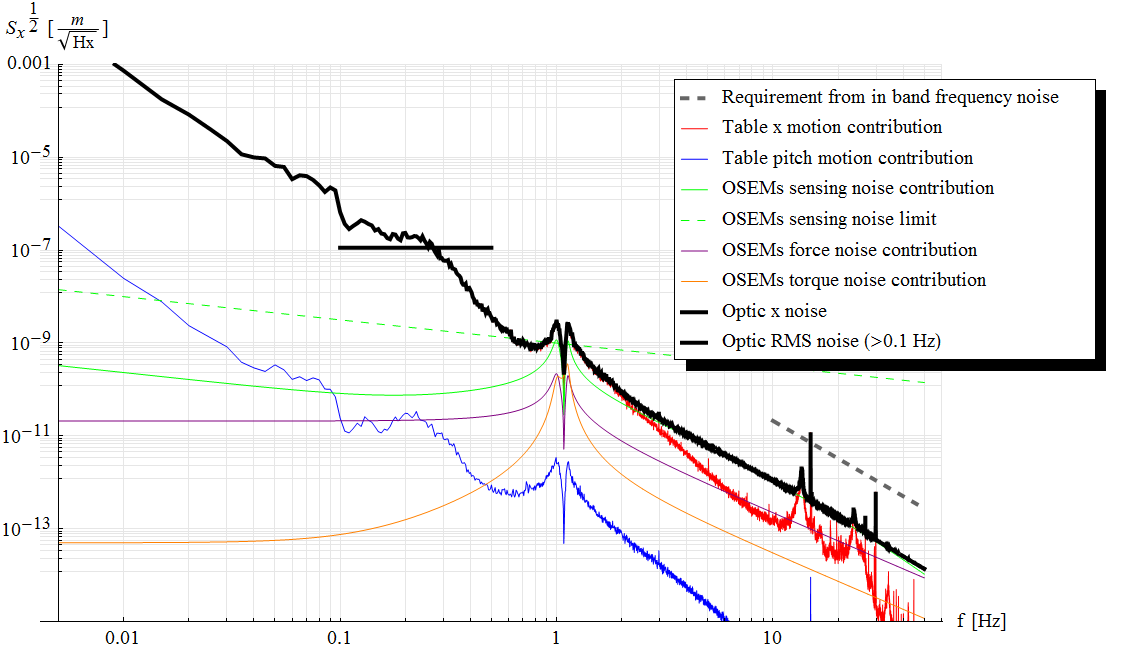 S_x^{1/2} [ m/√Hx ]
0.001
Requirement from in band frequency noise
Table x motion contribution
10^-5
Table pitch motion contribution
OSEMs sensing noise contribution
OSEMs sensing noise limit
10^-7
OSEMs force noise contribution
OSEMs torque noise contribution
Optic x noise
10^-9
Optic RMS noise (>0.1 Hz)
10^-11
10^-13
f [Hz]
0.01 0.1 1 10